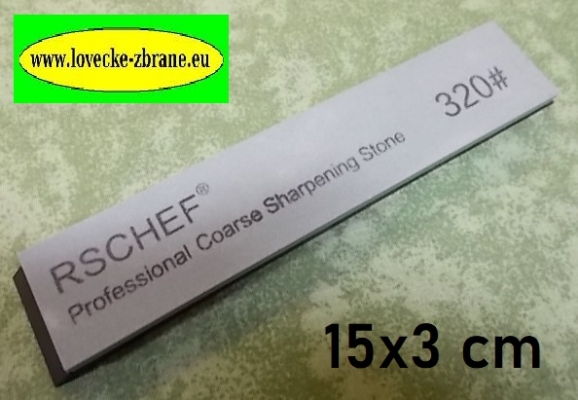 www.lovecke-zbrane.eu
320#
RSCHEF®
Professional Coarse Sharpening Stone
15x3 cm